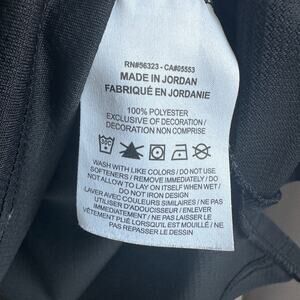 RN#56323 - CA#05553
MADE IN JORDAN
FABRIQUÉ EN JORDANIE
100% POLYESTER
EXCLUSIVE OF DECORATION /
DÉCORATION NON COMPRISE
WASH WITH LIKE COLORS / DO NOT USE
SOFTENERS / REMOVE IMMEDIATELY / DO
NOT ALLOW TO LAY ON ITSELF WHEN WET /
DO NOT IRON DESIGN
LAVER AVEC COULEURS SIMILAIRES / NE PAS
UTILISER D'ADOUCISSEUR / ENLEVER
IMMÉDIATEMENT / NE PAS LAISSER LE
VÊTEMENT PLIÉ LORSQU'IL EST MOUILLÉ / NE
PAS REPASSER LE DESSIN